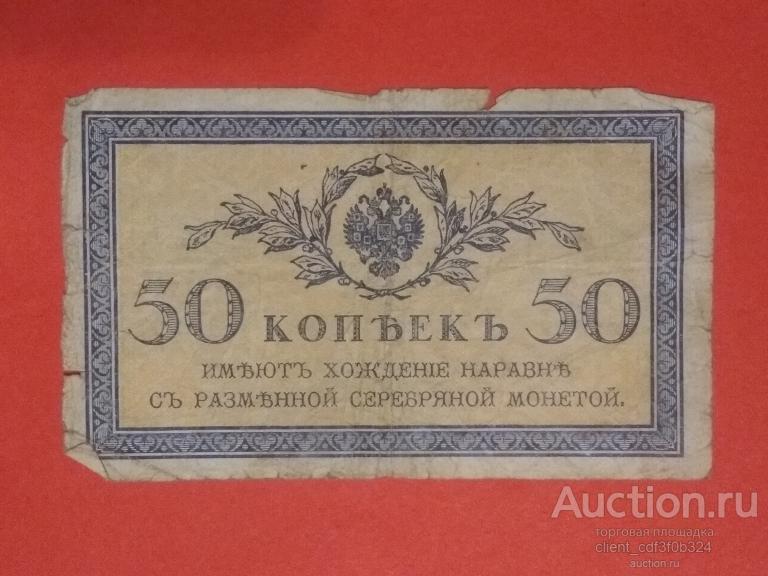 50 КОПѢЕКЪ 50
ИМѢЮТЪ ХОЖДЕНІЕ НАРАВНѢ
СЪ РАЗМѢННОЙ СЕРЕБРЯНОЙ МОНЕТОЙ.
Auction.ru
торговая площадка
client_cdf3f0b324
auction.ru